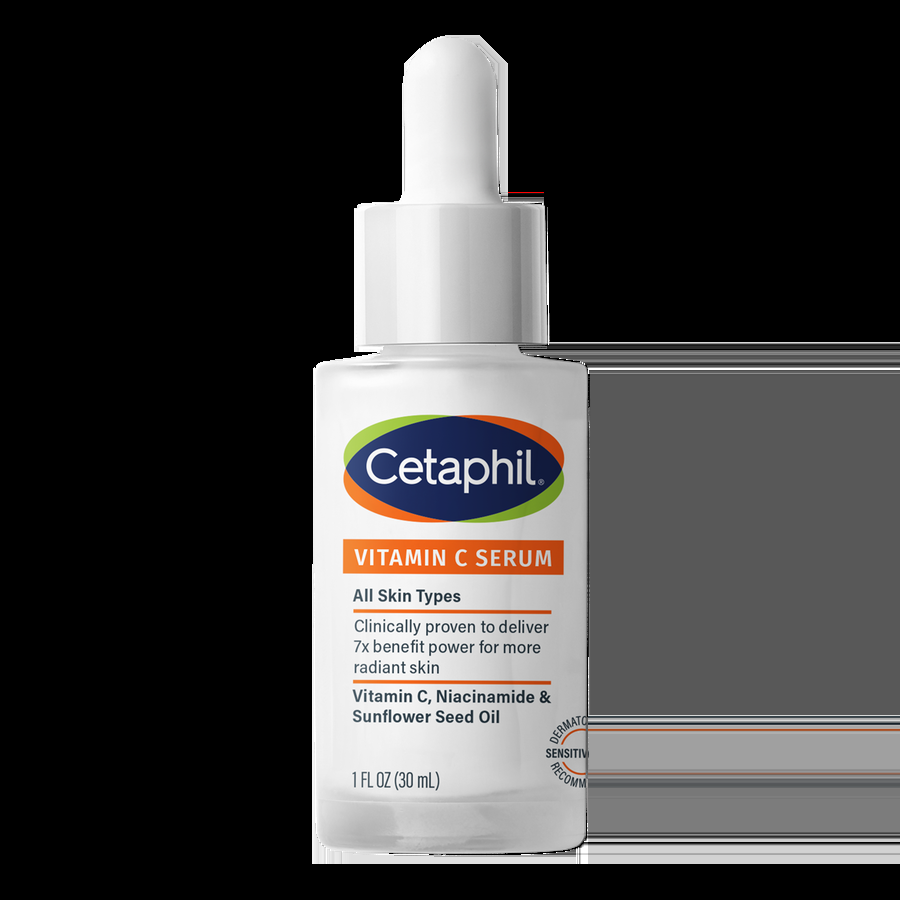 Cetaphil®
VITAMIN C SERUM
All Skin Types
Clinically proven to deliver
7x benefit power for more
radiant skin
Vitamin C, Niacinamide &
Sunflower Seed Oil
1 FL OZ (30 mL)